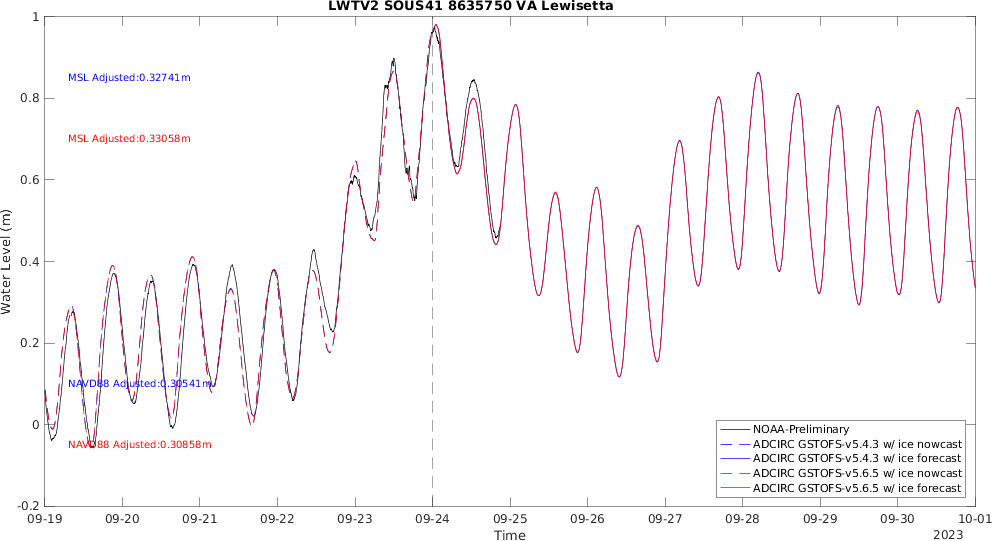 LWTV2 SOUS41 8635750 VA Lewisetta
1
MSL Adjusted:0.32741m
0.8
MSL Adjusted:0.33058m
0.6
Water Level (m)
0.4
0.2
NAVD88 Adjusted:0.30541m
0
NAVD88 Adjusted:0.30858m
-0.2
NOAA-Preliminary
ADCIRC GSTOFS-v5.4.3 w/ ice nowcast
ADCIRC GSTOFS-v5.4.3 w/ ice forecast
ADCIRC GSTOFS-v5.6.5 w/ ice nowcast
ADCIRC GSTOFS-v5.6.5 w/ ice forecast
09-19 09-20 09-21 09-22 09-23 09-24 09-25 09-26 09-27 09-28 09-29 09-30 10-01
Time
2023